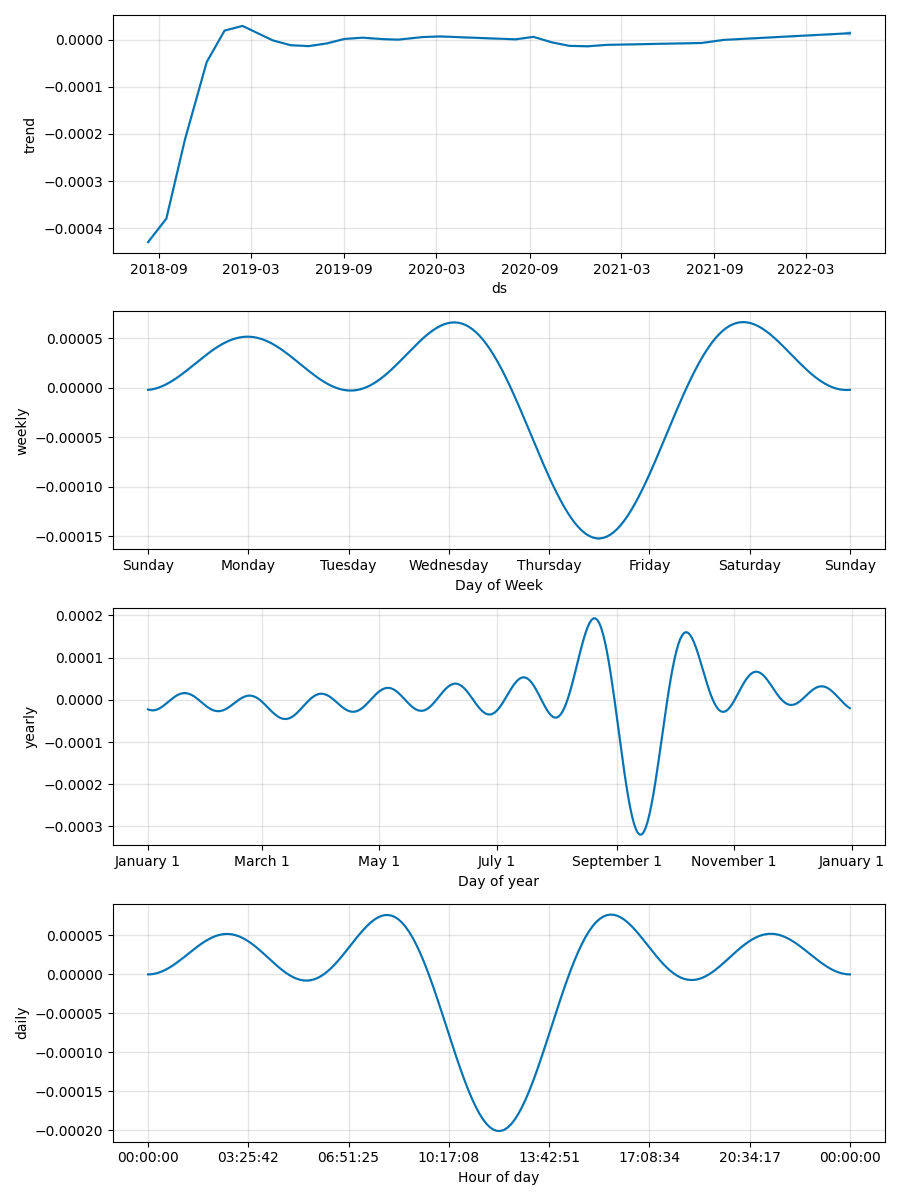 0.0000
−0.0001
−0.0002
−0.0003
−0.0004
trend
2018-09 2019-03 2019-09 2020-03 2020-09 2021-03 2021-09 2022-03
ds
0.00005
0.00000
−0.00005
−0.00010
−0.00015
weekly
Sunday Monday Tuesday Wednesday Thursday Friday Saturday Sunday
Day of Week
0.0002
0.0001
0.0000
−0.0001
−0.0002
−0.0003
yearly
January 1 March 1 May 1 July 1 September 1 November 1 January 1
Day of year
0.00005
0.00000
−0.00005
−0.00010
−0.00015
−0.00020
daily
00:00:00 03:25:42 06:51:25 10:17:08 13:42:51 17:08:34 20:34:17 00:00:00
Hour of day